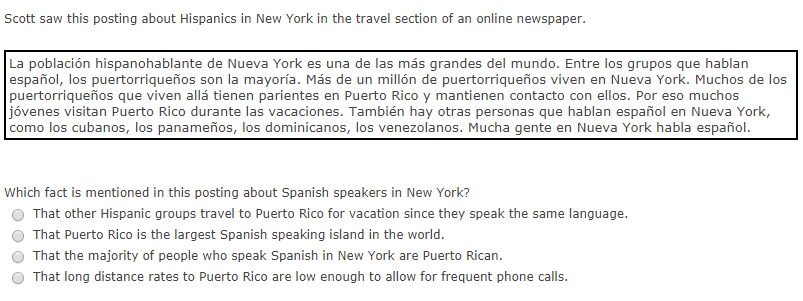 Scott saw this posting about Hispanics in New York in the travel section of an online newspaper.
La población hispanohablante de Nueva York es una de las más grandes del mundo. Entre los grupos que hablan
español, los puertorriqueños son la mayoría. Más de un millón de puertorriqueños viven en Nueva York. Muchos de los
puertorriqueños que viven allá tienen parientes en Puerto Rico y mantienen contacto con ellos. Por eso muchos
jóvenes visitan Puerto Rico durante las vacaciones. También hay otras personas que hablan español en Nueva York,
como los cubanos, los panameños, los dominicanos, los venezolanos. Mucha gente en Nueva York habla español.
Which fact is mentioned in this posting about Spanish speakers in New York?
That other Hispanic groups travel to Puerto Rico for vacation since they speak the same language.
That Puerto Rico is the largest Spanish speaking island in the world.
That the majority of people who speak Spanish in New York are Puerto Rican.
That long distance rates to Puerto Rico are low enough to allow for frequent phone calls.